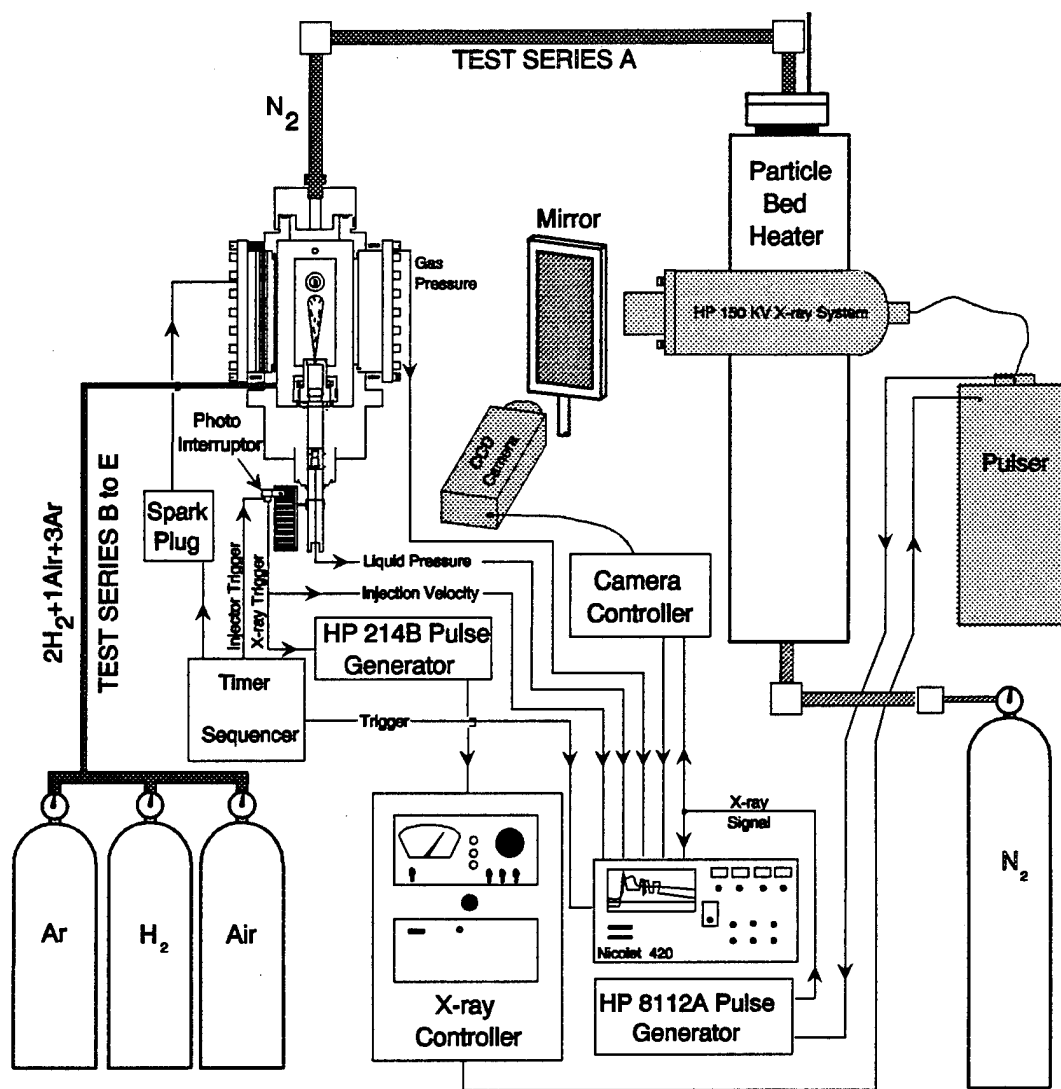 TEST SERIES A
N2
Particle
Bed
Heater
Mirror
Gas
Pressure
HP 150 KV X-ray System
CCD
Camera
Pulser
Photo
Interruptor
Spark
Plug
2H2+1Air+3Ar
TEST SERIES B to E
Injector Trigger
X-ray Trigger
Liquid Pressure
Injection Velocity
Camera
Controller
HP 214B Pulse
Generator
Timer
Sequencer
Trigger
X-ray
Signal
N2
Ar
H2
Air
Nicolet 420
X-ray
Controller
HP 8112A Pulse
Generator